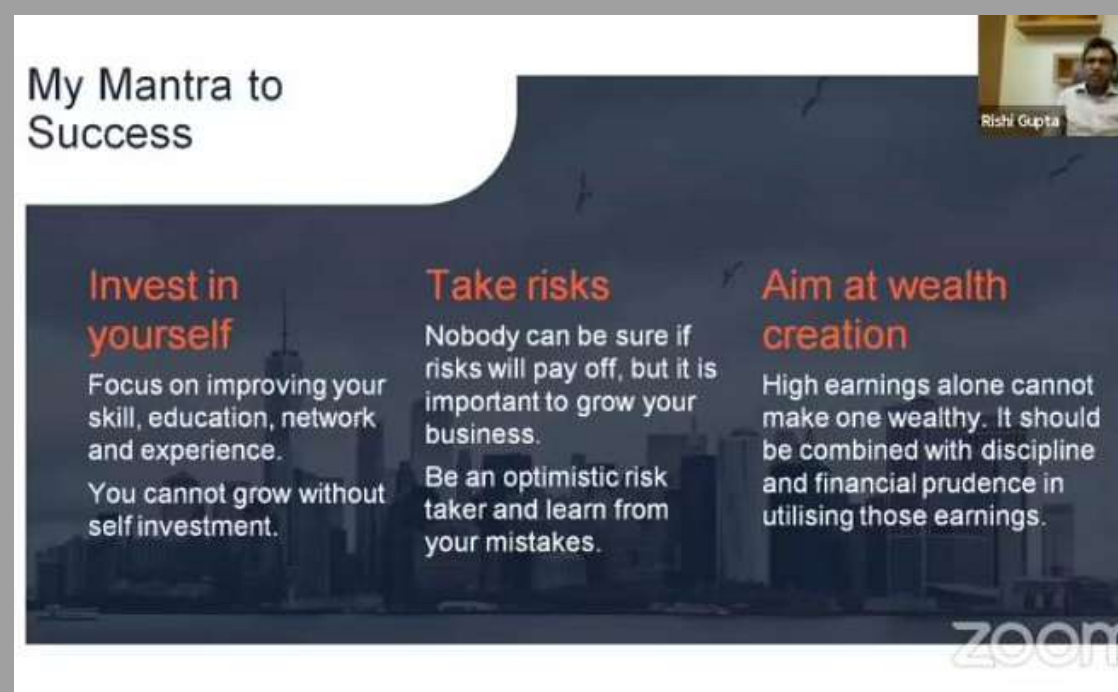 My Mantra to
Success
Rishi Gupta
Invest in
yourself
Focus on improving your
skill, education, network
and experience.
You cannot grow without
self investment.
Take risks
Nobody can be sure if
risks will pay off, but it is
important to grow your
business.
Be an optimistic risk
taker and learn from
your mistakes.
Aim at wealth
creation
High earnings alone cannot
make one wealthy. It should
be combined with discipline
and financial prudence in
utilising those earnings.
zoom